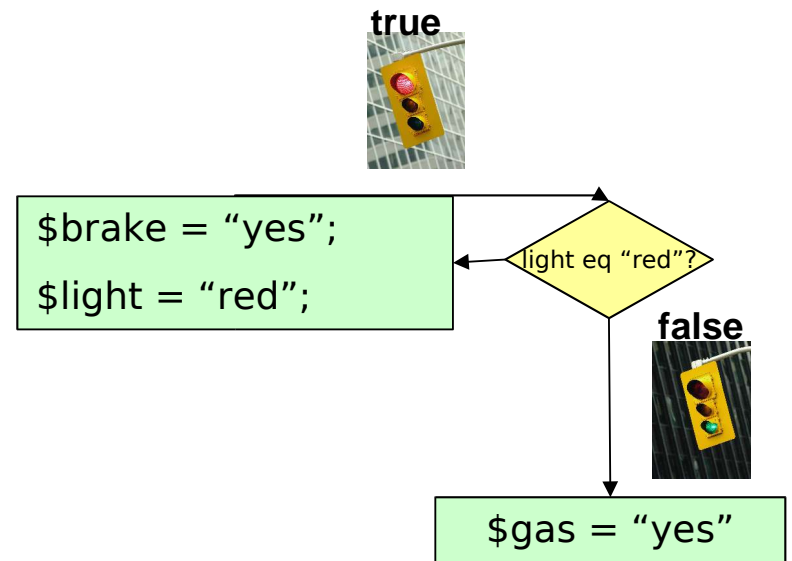 true
$brake = “yes”;
$light = “red”;
light eq “red”?
false
$gas = “yes”